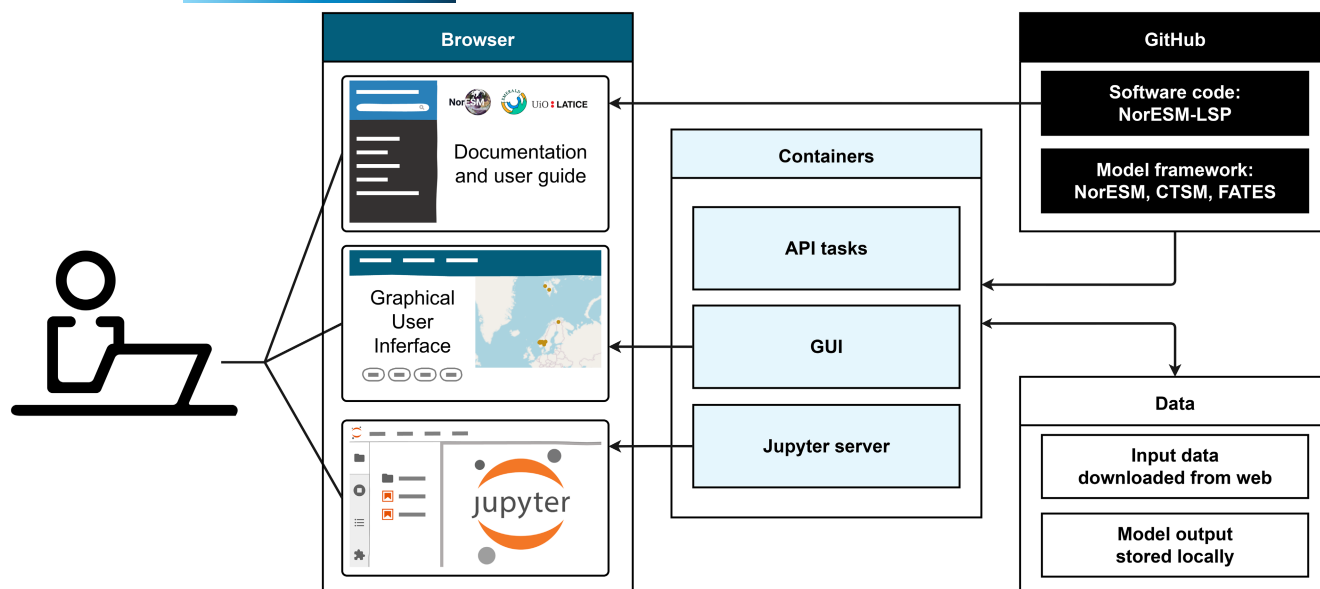 Browser
NorESM
EMERALD
UiO LATICE
Documentation
and user guide
Graphical
User
Inferface
jupyter
Containers
API tasks
GUI
Jupyter server
GitHub
Software code:
NorESM-LSP
Model framework:
NorESM, CTSM, FATES
Data
Input data
downloaded from web
Model output
stored locally